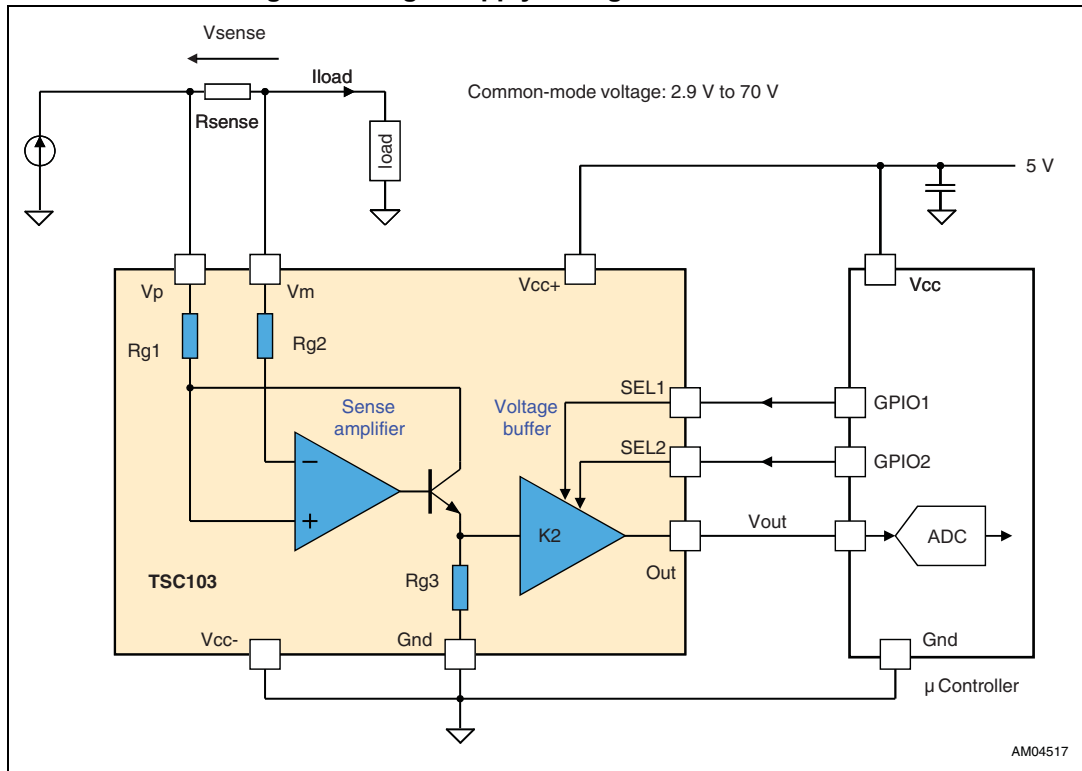 Vsense
Iload
Common-mode voltage: 2.9 V to 70 V
Rsense
load
5 V
Vp
Vm
Vcc+
Vcc
Rg1
Rg2
SEL1
GPIO1
Sense
amplifier
Voltage
buffer
SEL2
GPIO2
−
+
K2
Vout
ADC
Out
TSC103
Rg3
Vcc-
Gnd
Gnd
µ Controller
AM04517